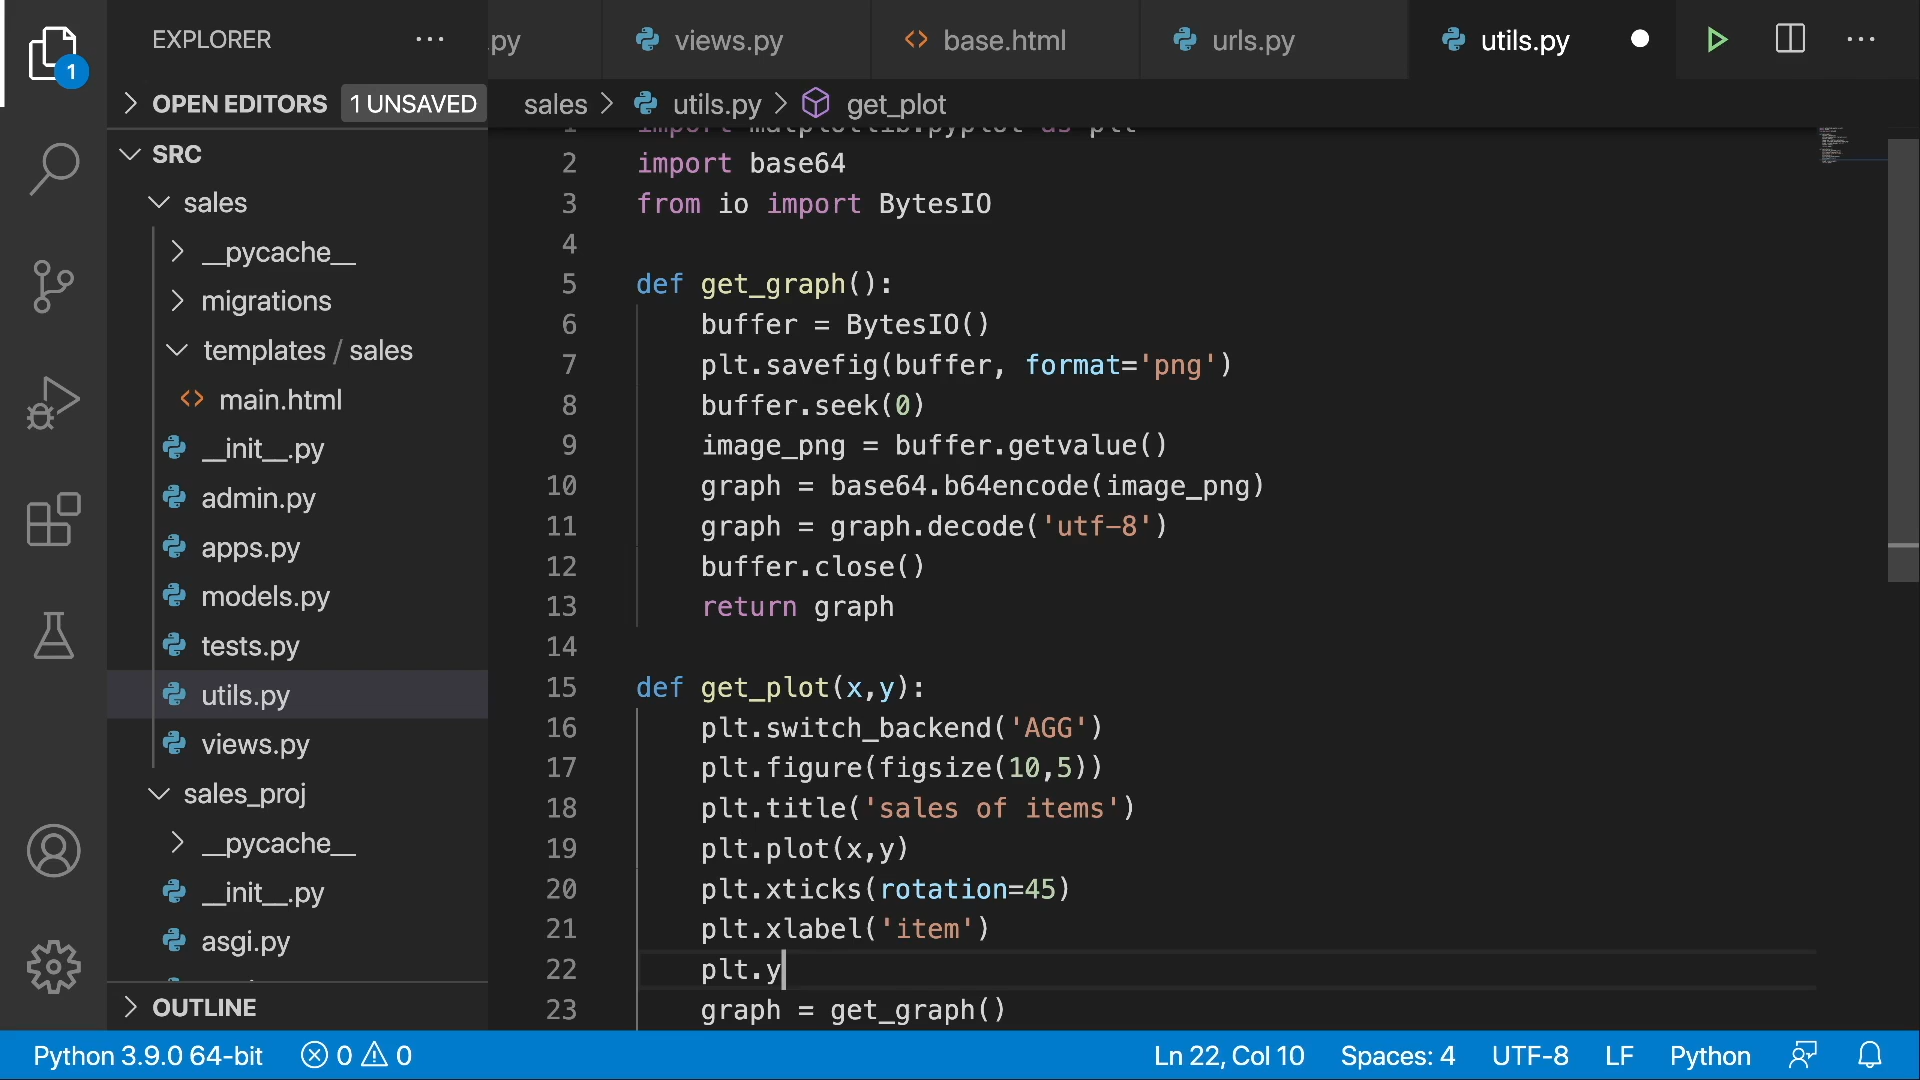 EXPLORER
.py
views.py
base.html
urls.py
utils.py
1
OPEN EDITORS
1 UNSAVED
sales
utils.py
get_plot
SRC
sales
__pycache__
migrations
templates / sales
main.html
__init__.py
admin.py
apps.py
models.py
tests.py
utils.py
views.py
sales_proj
__pycache__
__init__.py
asgi.py
OUTLINE
1 import matplotlib.pyplot as plt
2 import base64
3 from io import BytesIO
4
5 def get_graph():
6 buffer = BytesIO()
7 plt.savefig(buffer, format='png')
8 buffer.seek(0)
9 image_png = buffer.getvalue()
10 graph = base64.b64encode(image_png)
11 graph = graph.decode('utf-8')
12 buffer.close()
13 return graph
14
15 def get_plot(x,y):
16 plt.switch_backend('AGG')
17 plt.figure(figsize(10,5))
18 plt.title('sales of items')
19 plt.plot(x,y)
20 plt.xticks(rotation=45)
21 plt.xlabel('item')
22 plt.y
23 graph = get_graph()
Python 3.9.0 64-bit
0
0
Ln 22, Col 10
Spaces: 4
UTF-8
LF
Python